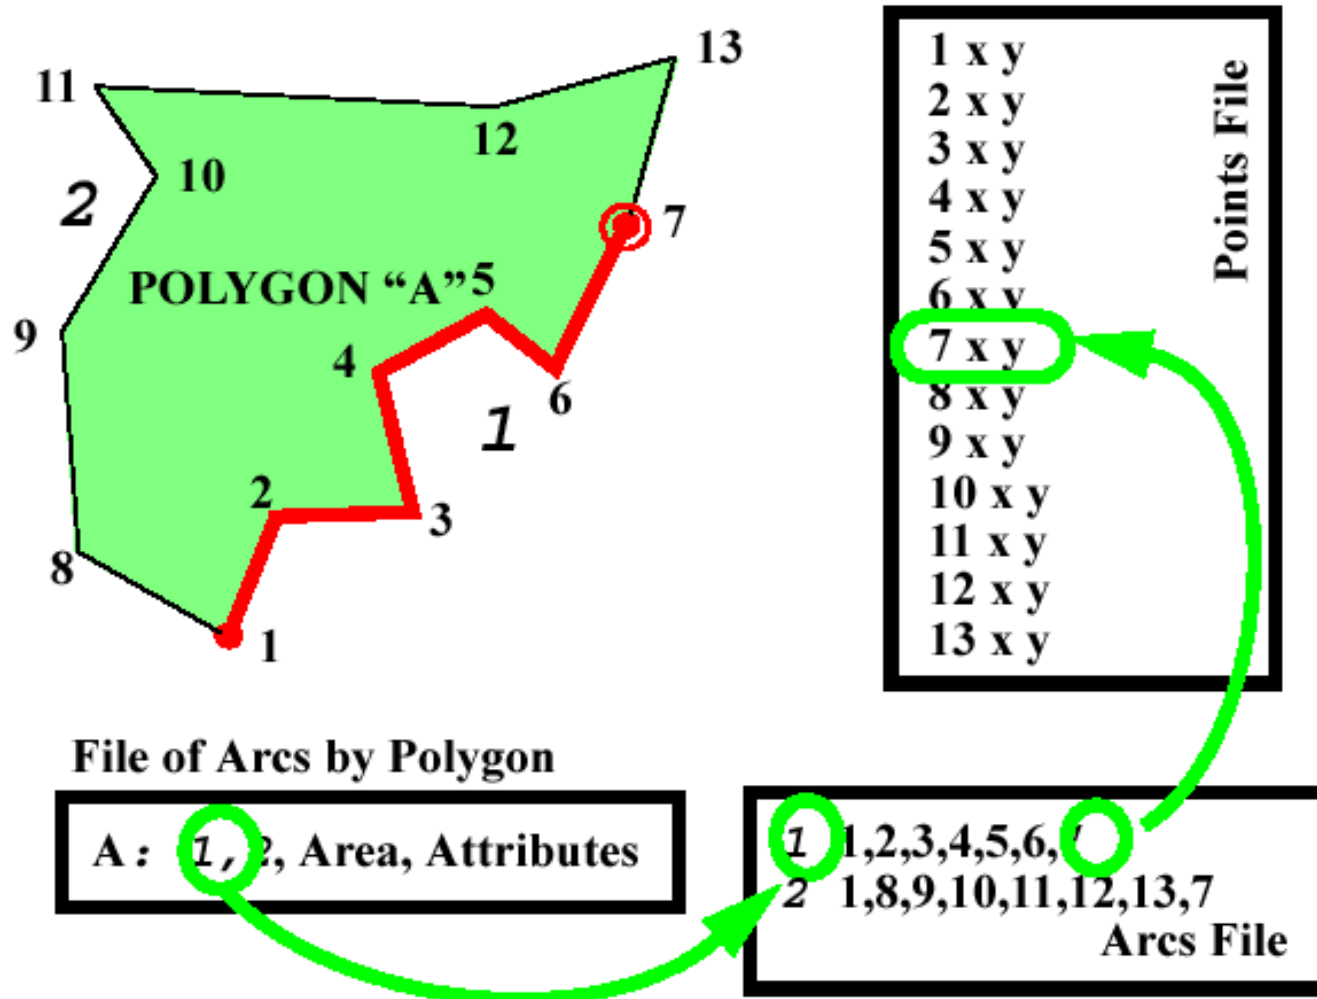 13
11
12
10
2
7
POLYGON “A”
5
9
4
6
1
2
3
8
1
1 x y
2 x y
3 x y
4 x y
5 x y
6 x y
7 x y
8 x y
9 x y
10 x y
11 x y
12 x y
13 x y
Points File
File of Arcs by Polygon
A: 1,2, Area, Attributes
1 1,2,3,4,5,6,7
2 1,8,9,10,11,12,13,7
Arcs File